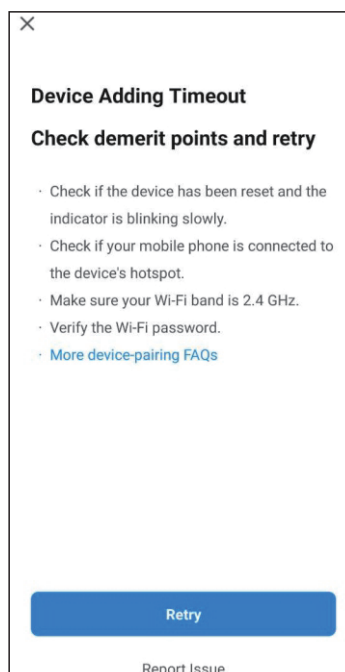 Device Adding Timeout
Check demerit points and retry
· Check if the device has been reset and the
indicator is blinking slowly.
· Check if your mobile phone is connected to
the device's hotspot.
· Make sure your Wi-Fi band is 2.4 GHz.
· Verify the Wi-Fi password.
· More device-pairing FAQs
Retry
Report Issue